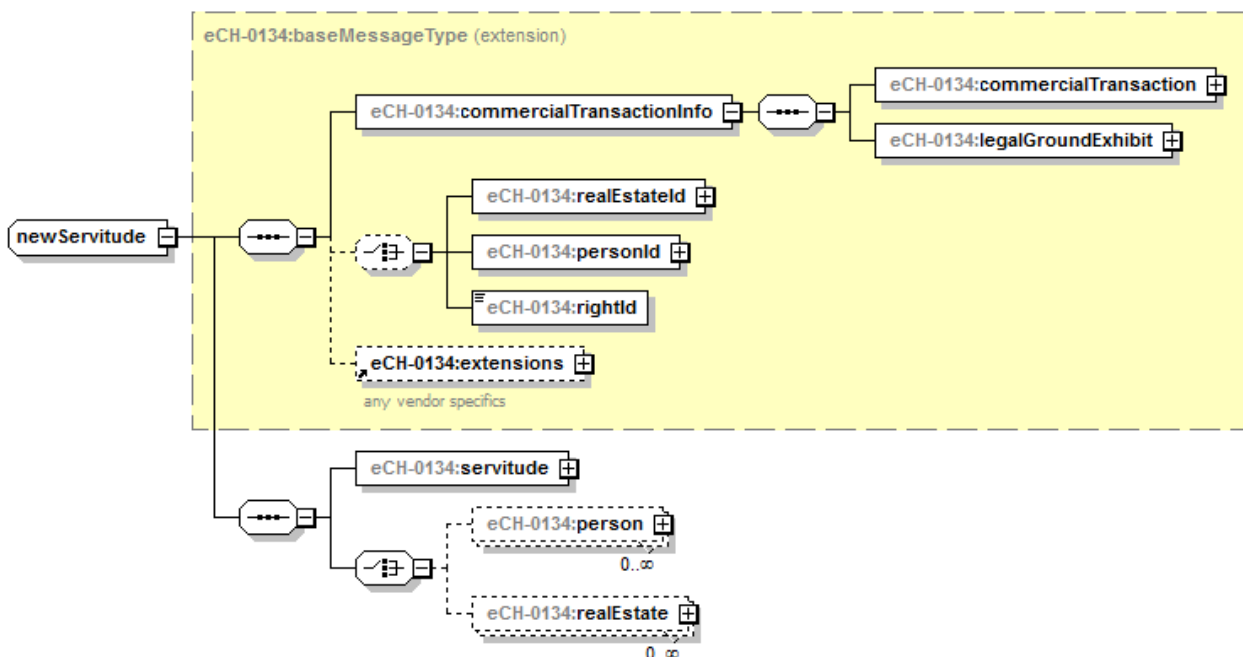 eCH-0134:baseMessageType (extension)
eCH-0134:commercialTransactionInfo
eCH-0134:commercialTransaction
eCH-0134:legalGroundExhibit
eCH-0134:realEstateId
newServitude
eCH-0134:personId
eCH-0134:rightId
eCH-0134:extensions
any vendor specifics
eCH-0134:servitude
eCH-0134:person
0..∞
eCH-0134:realEstate
0..∞